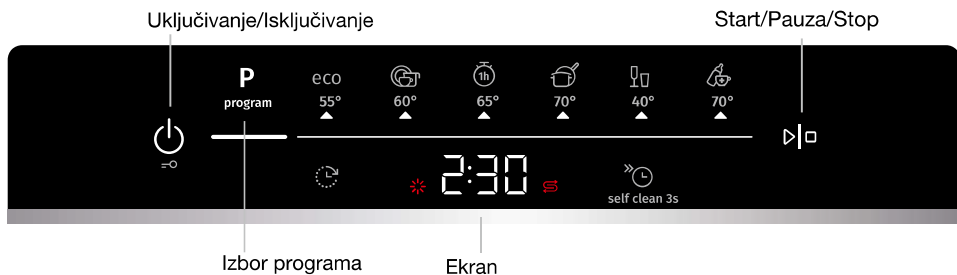 Uključivanje/Isključivanje
Start/Pauza/Stop
P
program
eco
1h
55°
60°
65°
70°
40°
70°
2:30
self clean 3s
Izbor programa
Ekran